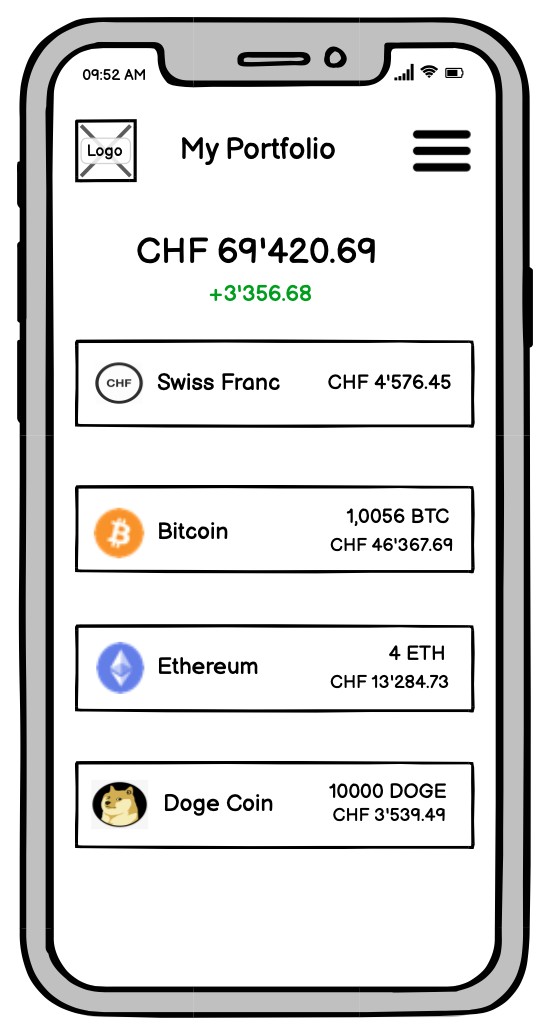 09:52 AM
Logo
My Portfolio
CHF 69'420.69
+3'356.68
CHF
Swiss Franc
CHF 4'576.45
Bitcoin
1,0056 BTC
CHF 46'367.69
Ethereum
4 ETH
CHF 13'284.73
Doge Coin
10000 DOGE
CHF 3'539.49